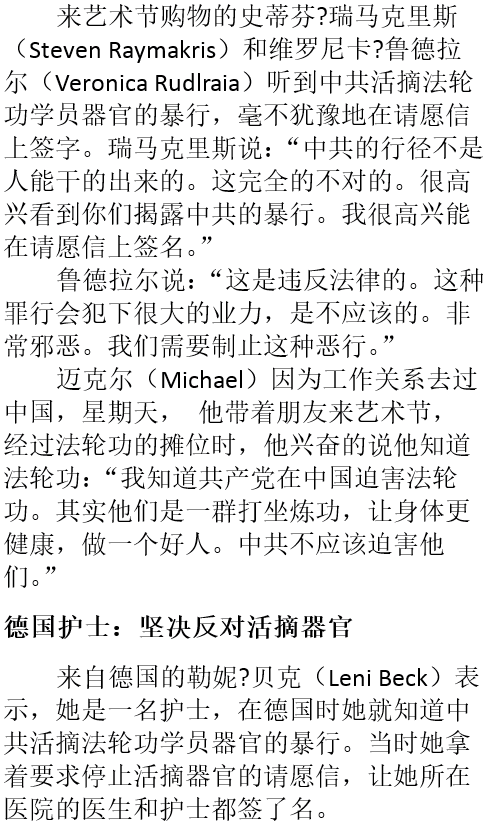 来艺术节购物的史蒂芬?瑞马克里斯
（Steven Raymakris）和维罗尼卡?鲁德拉
尔（Veronica Rudlraia）听到中共活摘法轮
功学员器官的暴行，毫不犹豫地在请愿信
上签字。瑞马克里斯说：“中共的行径不是
人能干的出来的。这完全的不对的。很高
兴看到你们揭露中共的暴行。我很高兴能
在请愿信上签名。”
鲁德拉尔说：“这是违反法律的。这种
罪行会犯下很大的业力，是不应该的。非
常邪恶。我们需要制止这种恶行。”
迈克尔（Michael）因为工作关系去过
中国，星期天， 他带着朋友来艺术节，
经过法轮功的摊位时，他兴奋的说他知道
法轮功：“我知道共产党在中国迫害法轮
功。其实他们是一群打坐炼功，让身体更
健康，做一个好人。中共不应该迫害他
们。”
德国护士：坚决反对活摘器官
来自德国的勒妮?贝克（Leni Beck）表
示，她是一名护士，在德国时她就知道中
共活摘法轮功学员器官的暴行。当时她拿
着要求停止活摘器官的请愿信，让她所在
医院的医生和护士都签了名。